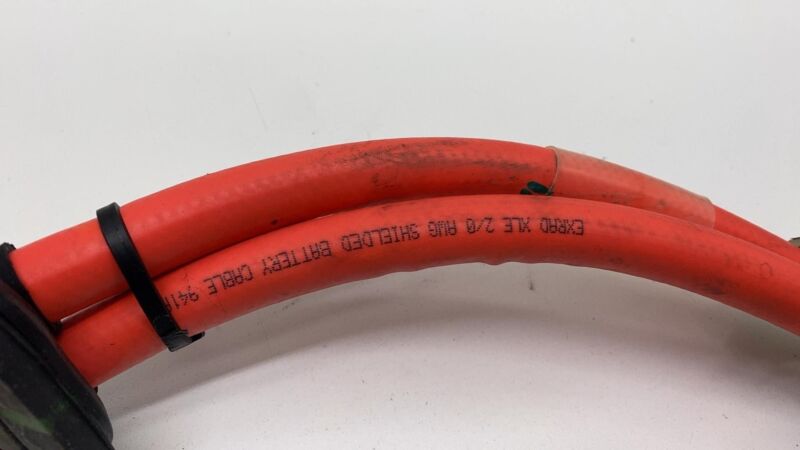 EXRAD XLE 2/0 AWG SHIELDED BATTERY CABLE